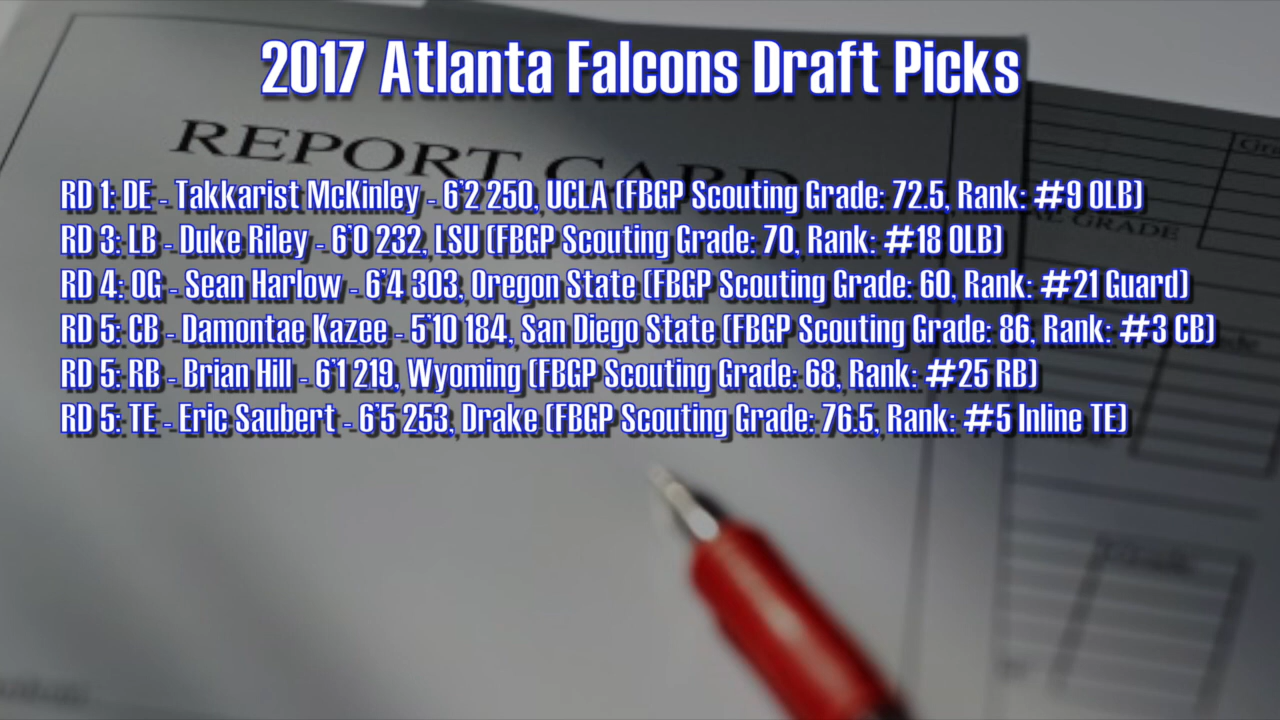 2017 Atlanta Falcons Draft Picks
REPORT CARD
RD 1: DE - Takkarist McKinley - 6'2 250, UCLA (FBGP Scouting Grade: 72.5, Rank: #9 OLB)
RD 3: LB - Duke Riley - 6'0 232, LSU (FBGP Scouting Grade: 70, Rank: #18 OLB)
RD 4: OG - Sean Harlow - 6'4 303, Oregon State (FBGP Scouting Grade: 60, Rank: #21 Guard)
RD 5: CB - Damontae Kazee - 5'10 184, San Diego State (FBGP Scouting Grade: 86, Rank: #3 CB)
RD 5: RB - Brian Hill - 6'1 219, Wyoming (FBGP Scouting Grade: 68, Rank: #25 RB)
RD 5: TE - Eric Saubert - 6'5 253, Drake (FBGP Scouting Grade: 76.5, Rank: #5 Inline TE)
GRADE
Grade